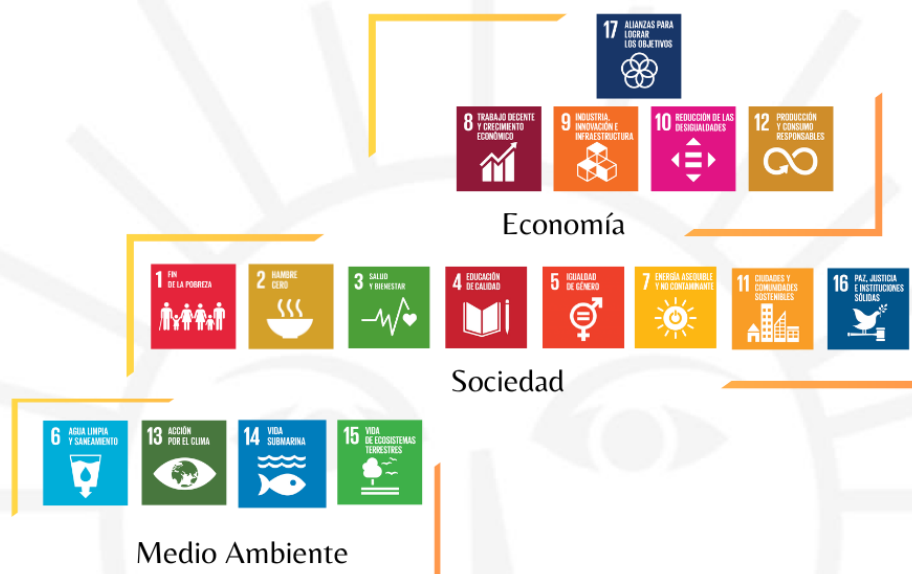 17 ALIANZAS PARA
LOGRAR
LOS OBJETIVOS
8 TRABAJO DECENTE
Y CRECIMIENTO
ECONÓMICO
9 INDUSTRIA,
INNOVACIÓN E
INFRAESTRUCTURA
10 REDUCCIÓN DE LAS
DESIGUALDADES
12 PRODUCCIÓN
Y CONSUMO
RESPONSABLES
Economía
1 FIN
DE LA POBREZA
2 HAMBRE
CERO
3 SALUD
Y BIENESTAR
4 EDUCACIÓN
DE CALIDAD
5 IGUALDAD
DE GÉNERO
7 ENERGÍA ASEQUIBLE
Y NO CONTAMINANTE
11 CIUDADES Y
COMUNIDADES
SOSTENIBLES
16 PAZ, JUSTICIA
E INSTITUCIONES
SÓLIDAS
Sociedad
6 AGUA LIMPIA
Y SANEAMIENTO
13 ACCIÓN
POR EL CLIMA
14 VIDA
SUBMARINA
15 VIDA
DE ECOSISTEMAS
TERRESTRES
Medio Ambiente